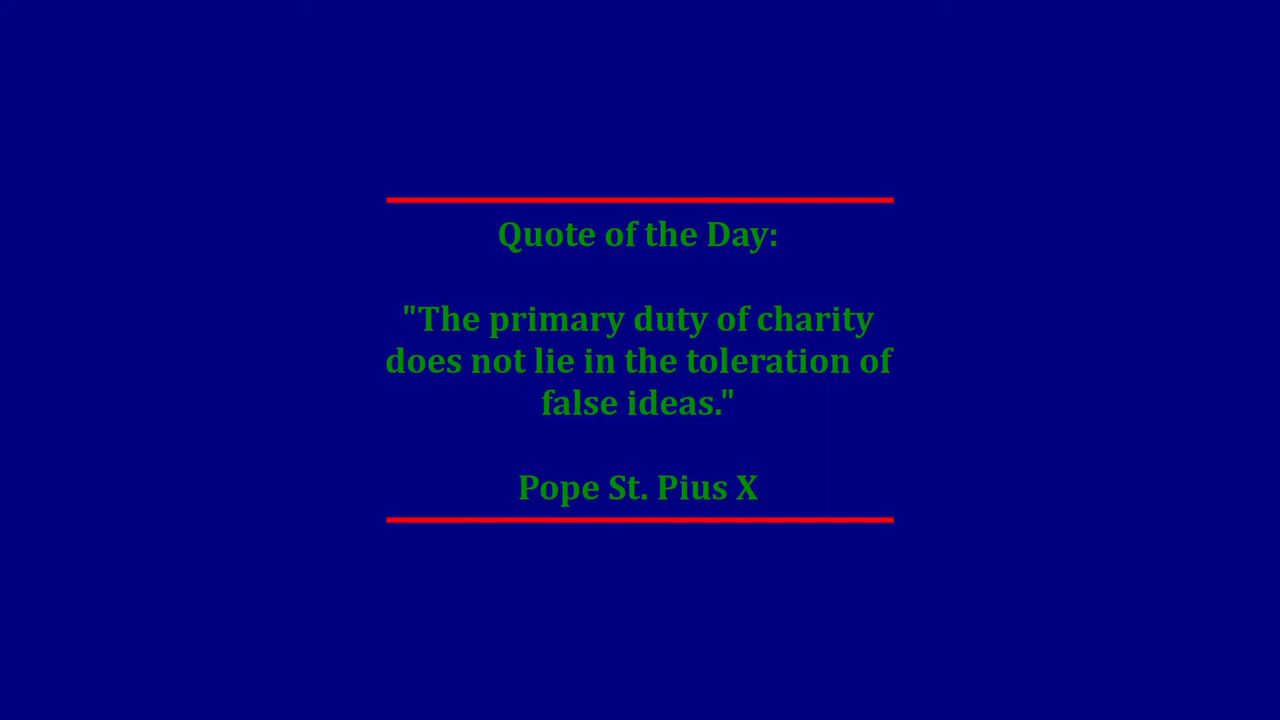 Quote of the Day:
"The primary duty of charity
does not lie in the toleration of
false ideas."
Pope St. Pius X